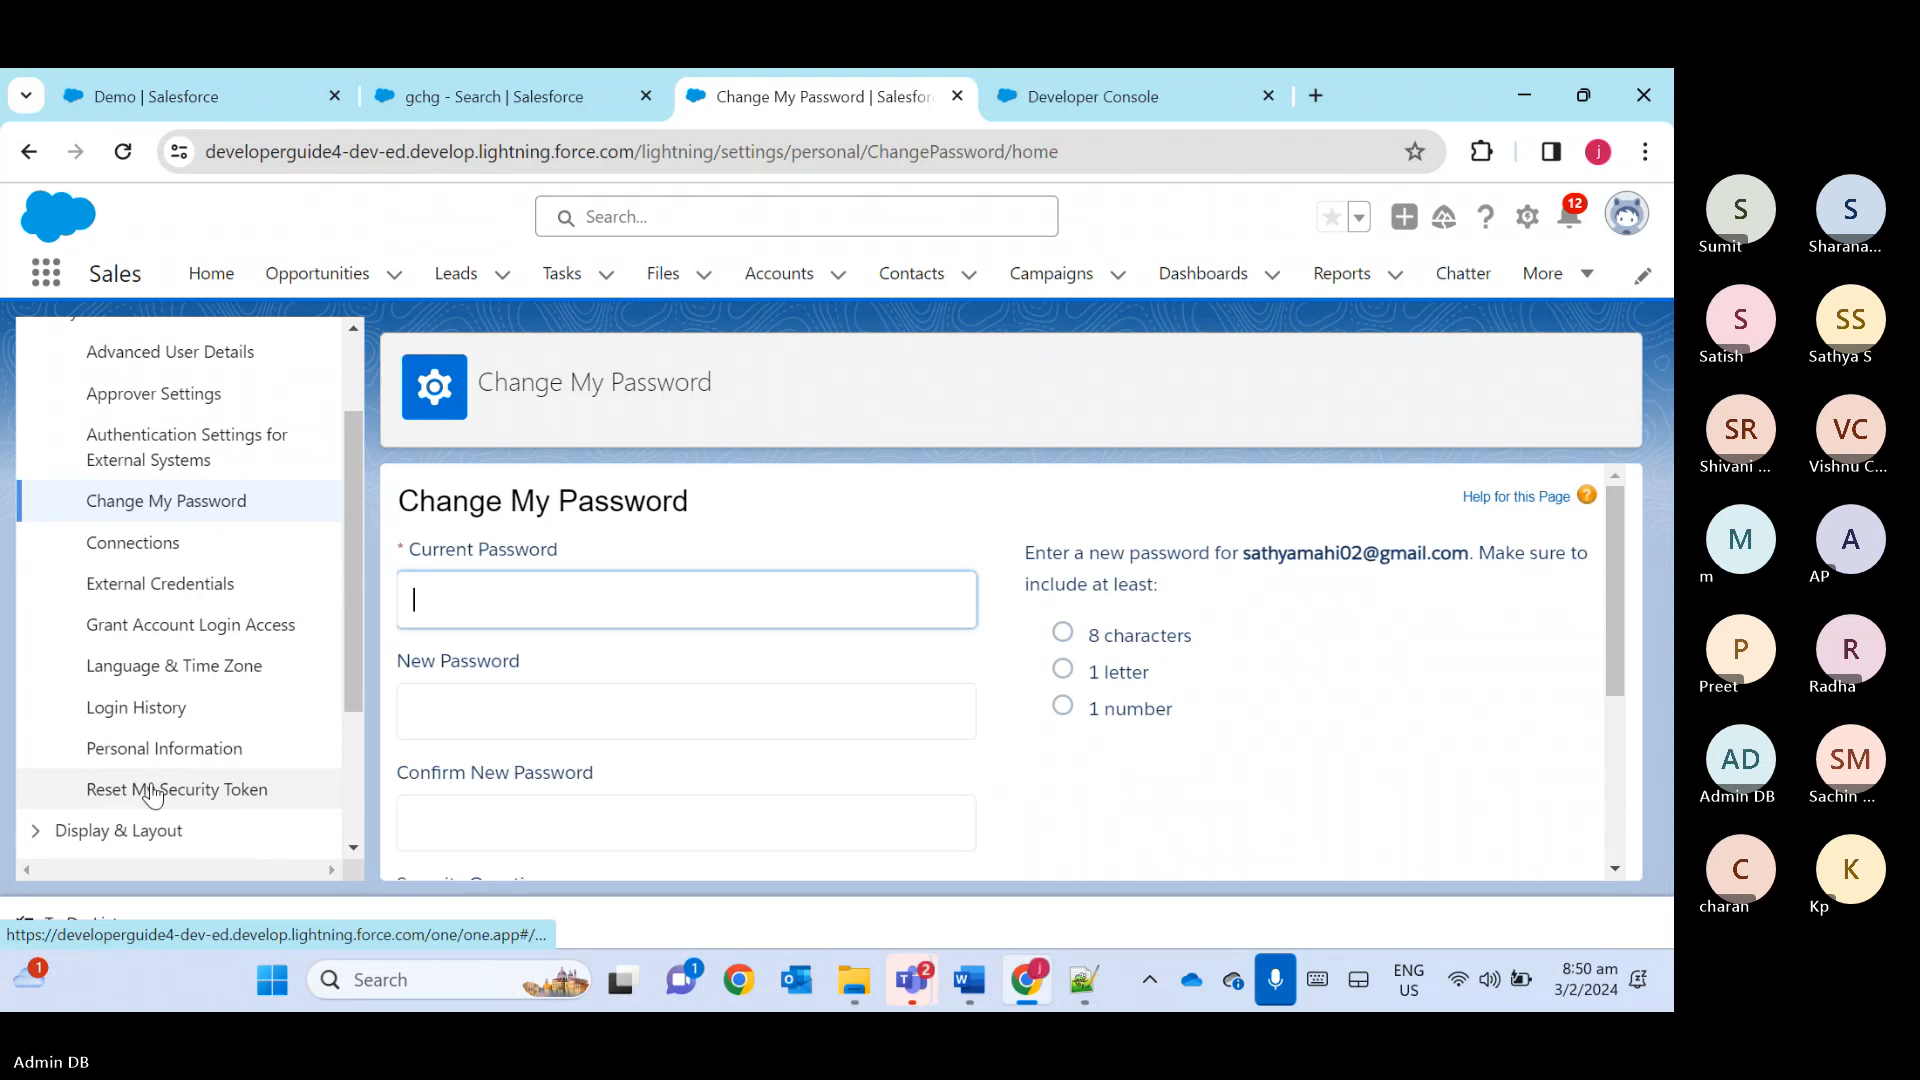 Demo | Salesforce
gchg - Search | Salesforce
Change My Password | Salesfor
Developer Console
developerguide4-dev-ed.develop.lightning.force.com/lightning/settings/personal/ChangePassword/home
j
Search...
12
Sales
Home
Opportunities
Leads
Tasks
Files
Accounts
Contacts
Campaigns
Dashboards
Reports
Chatter
More
Advanced User Details
Approver Settings
Authentication Settings for
External Systems
Change My Password
Connections
External Credentials
Grant Account Login Access
Language & Time Zone
Login History
Personal Information
Reset My Security Token
Display & Layout
Change My Password
Change My Password
Help for this Page
* Current Password
New Password
Confirm New Password
Enter a new password for sathyamahi02@gmail.com. Make sure to
include at least:
8 characters
1 letter
1 number
https://developerguide4-dev-ed.develop.lightning.force.com/one/one.app#/...
1
Search
1
2
j
ENG
US
8:50 am
3/2/2024
S
Sumit
S
Sharana...
S
Satish
SS
Sathya S
SR
Shivani ...
VC
Vishnu C...
M
m
A
AP
P
Preet
R
Radha
AD
Admin DB
SM
Sachin ...
C
charan
K
Kp
Admin DB